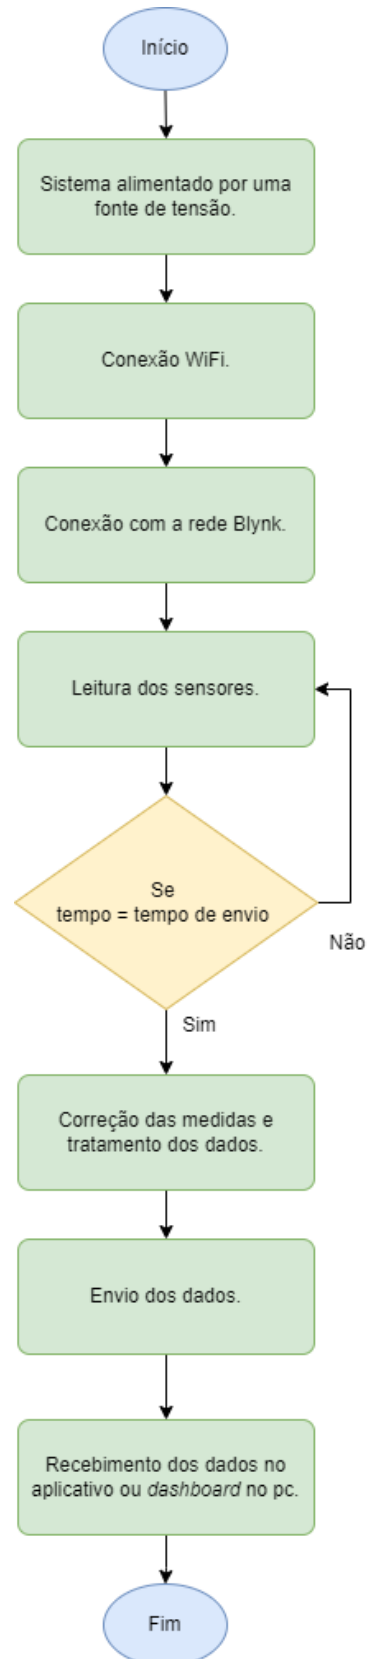 Início
Sistema alimentado por uma
fonte de tensão.
Conexão WiFi.
Conexão com a rede Blynk.
Leitura dos sensores.
Se
tempo = tempo de envio
Não
Sim
Correção das medidas e
tratamento dos dados.
Envio dos dados.
Recebimento dos dados no
aplicativo ou dashboard no pc.
Fim